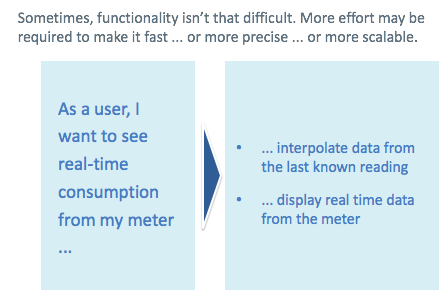 Sometimes, functionality isn't that difficult. More effort may be
required to make it fast ... or more precise ... or more scalable.
As a user, I
want to see
real-time
consumption
from my meter
...
• ... interpolate data from
the last known reading
• ... display real time data
from the meter